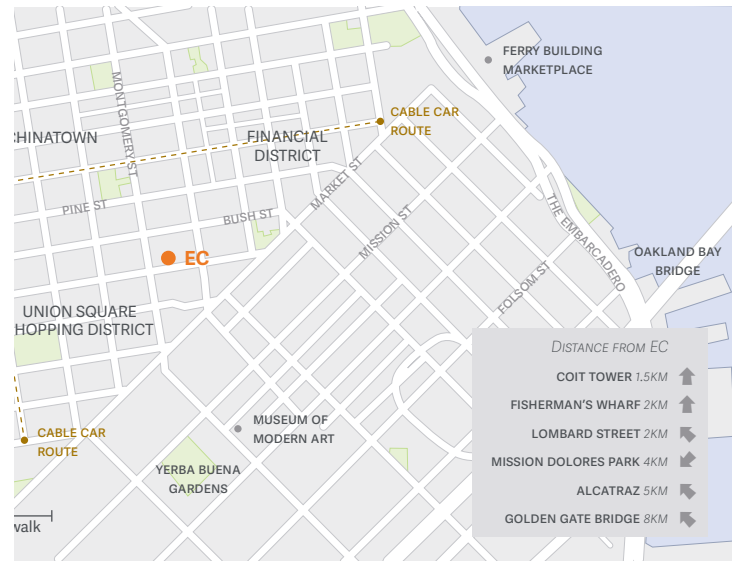 FERRY BUILDING
MARKETPLACE
MONTGOMERY ST
CABLE CAR
ROUTE
HINATOWN
FINANCIAL
DISTRICT
MARKET ST
PINE ST
BUSH ST
MISSION ST
THE EMBARCADERO
EC
OAKLAND BAY
BRIDGE
FOLSOM ST
UNION SQUARE
HOPPING DISTRICT
DISTANCE FROM EC
COIT TOWER 1.5KM
FISHERMAN'S WHARF 2KM
LOMBARD STREET 2KM
MISSION DOLORES PARK 4KM
ALCATRAZ 5KM
GOLDEN GATE BRIDGE 8KM
CABLE CAR
ROUTE
MUSEUM OF
MODERN ART
YERBA BUENA
GARDENS
walk